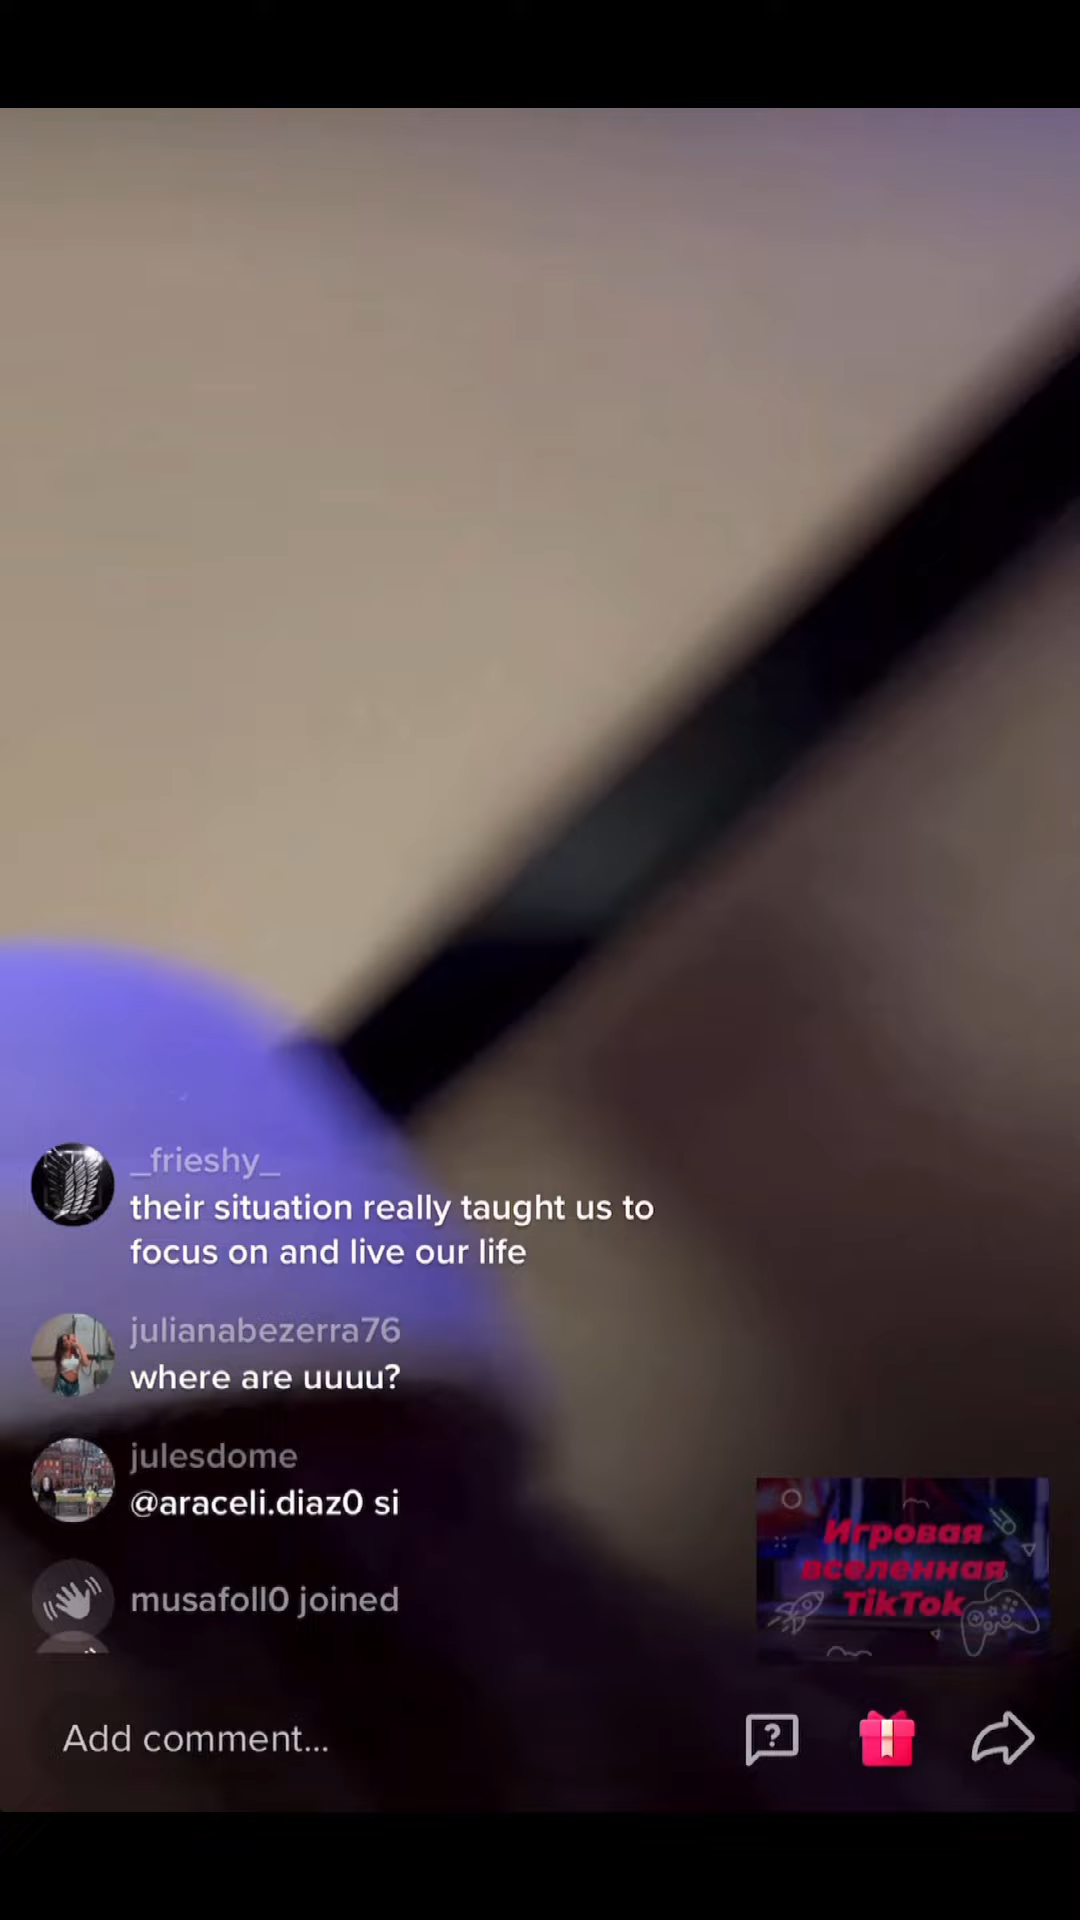 _frieshy_
their situation really taught us to
focus on and live our life
julianabezerra76
where are uuuu?
julesdome
@araceli.diaz0 si
musafoll0 joined
Игровая
вселенная
TikTok
Add comment...
?